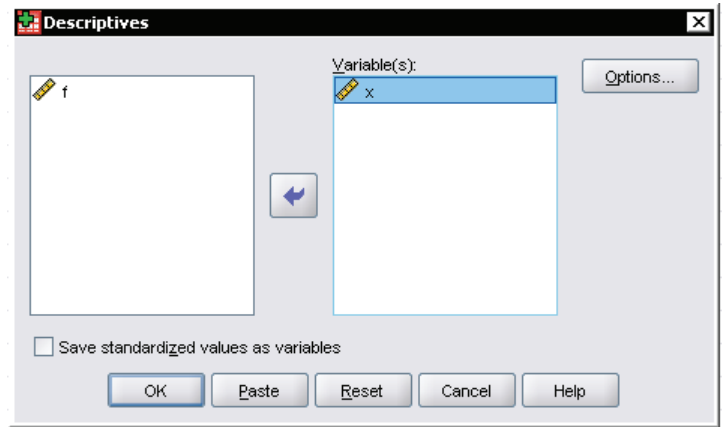 Descriptives
Variable(s):
f
x
Options...
Save standardized values as variables
OK Paste Reset Cancel Help